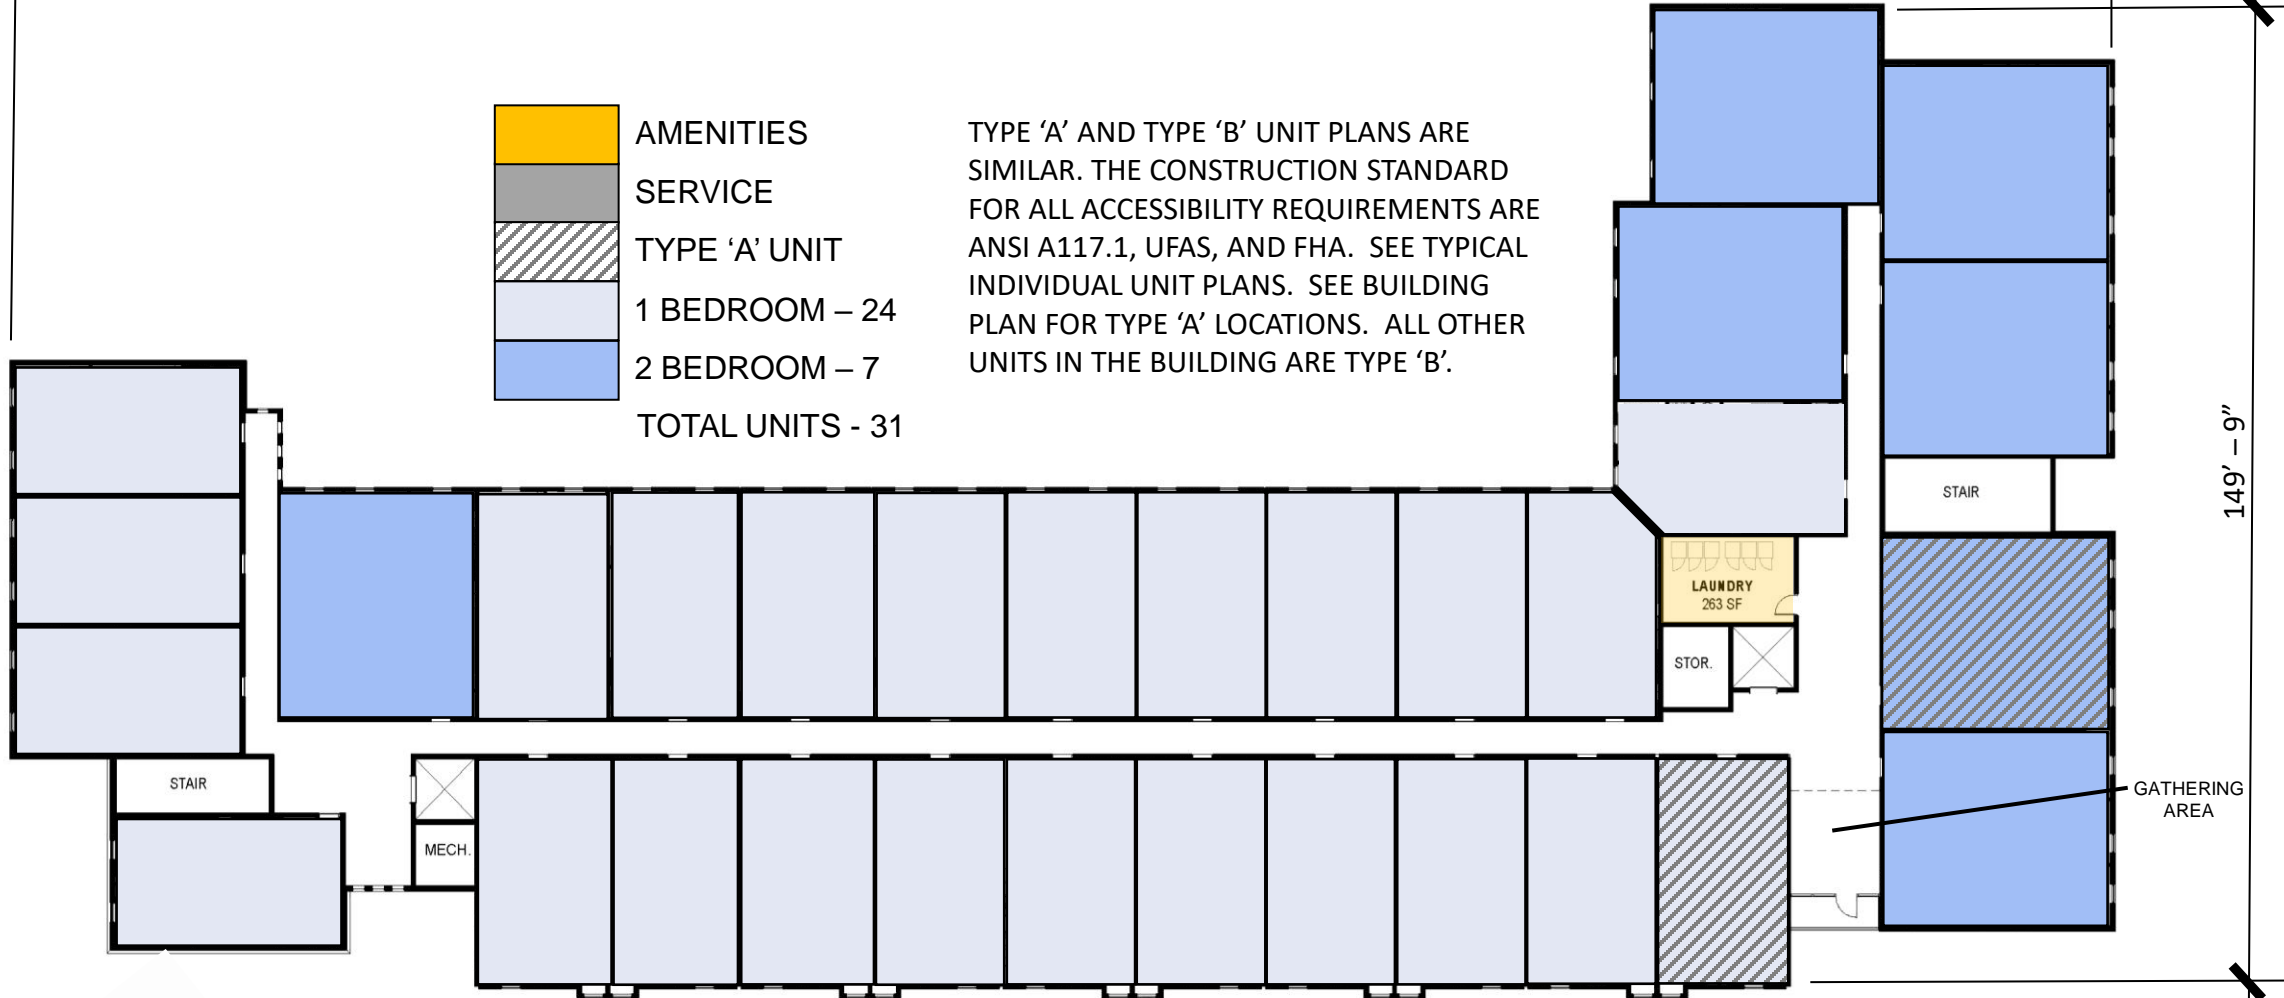 AMENITIES
SERVICE
TYPE ‘A’ UNIT
1 BEDROOM – 24
2 BEDROOM – 7
TOTAL UNITS - 31
TYPE ‘A’ AND TYPE ‘B’ UNIT PLANS ARE
SIMILAR. THE CONSTRUCTION STANDARD
FOR ALL ACCESSIBILITY REQUIREMENTS ARE
ANSI A117.1, UFAS, AND FHA.  SEE TYPICAL
INDIVIDUAL UNIT PLANS.  SEE BUILDING
PLAN FOR TYPE ‘A’ LOCATIONS.  ALL OTHER
UNITS IN THE BUILDING ARE TYPE ‘B’.
149’ – 9”
STAIR
LAUNDRY
263 SF
STOR.
STAIR
MECH.
GATHERING
AREA